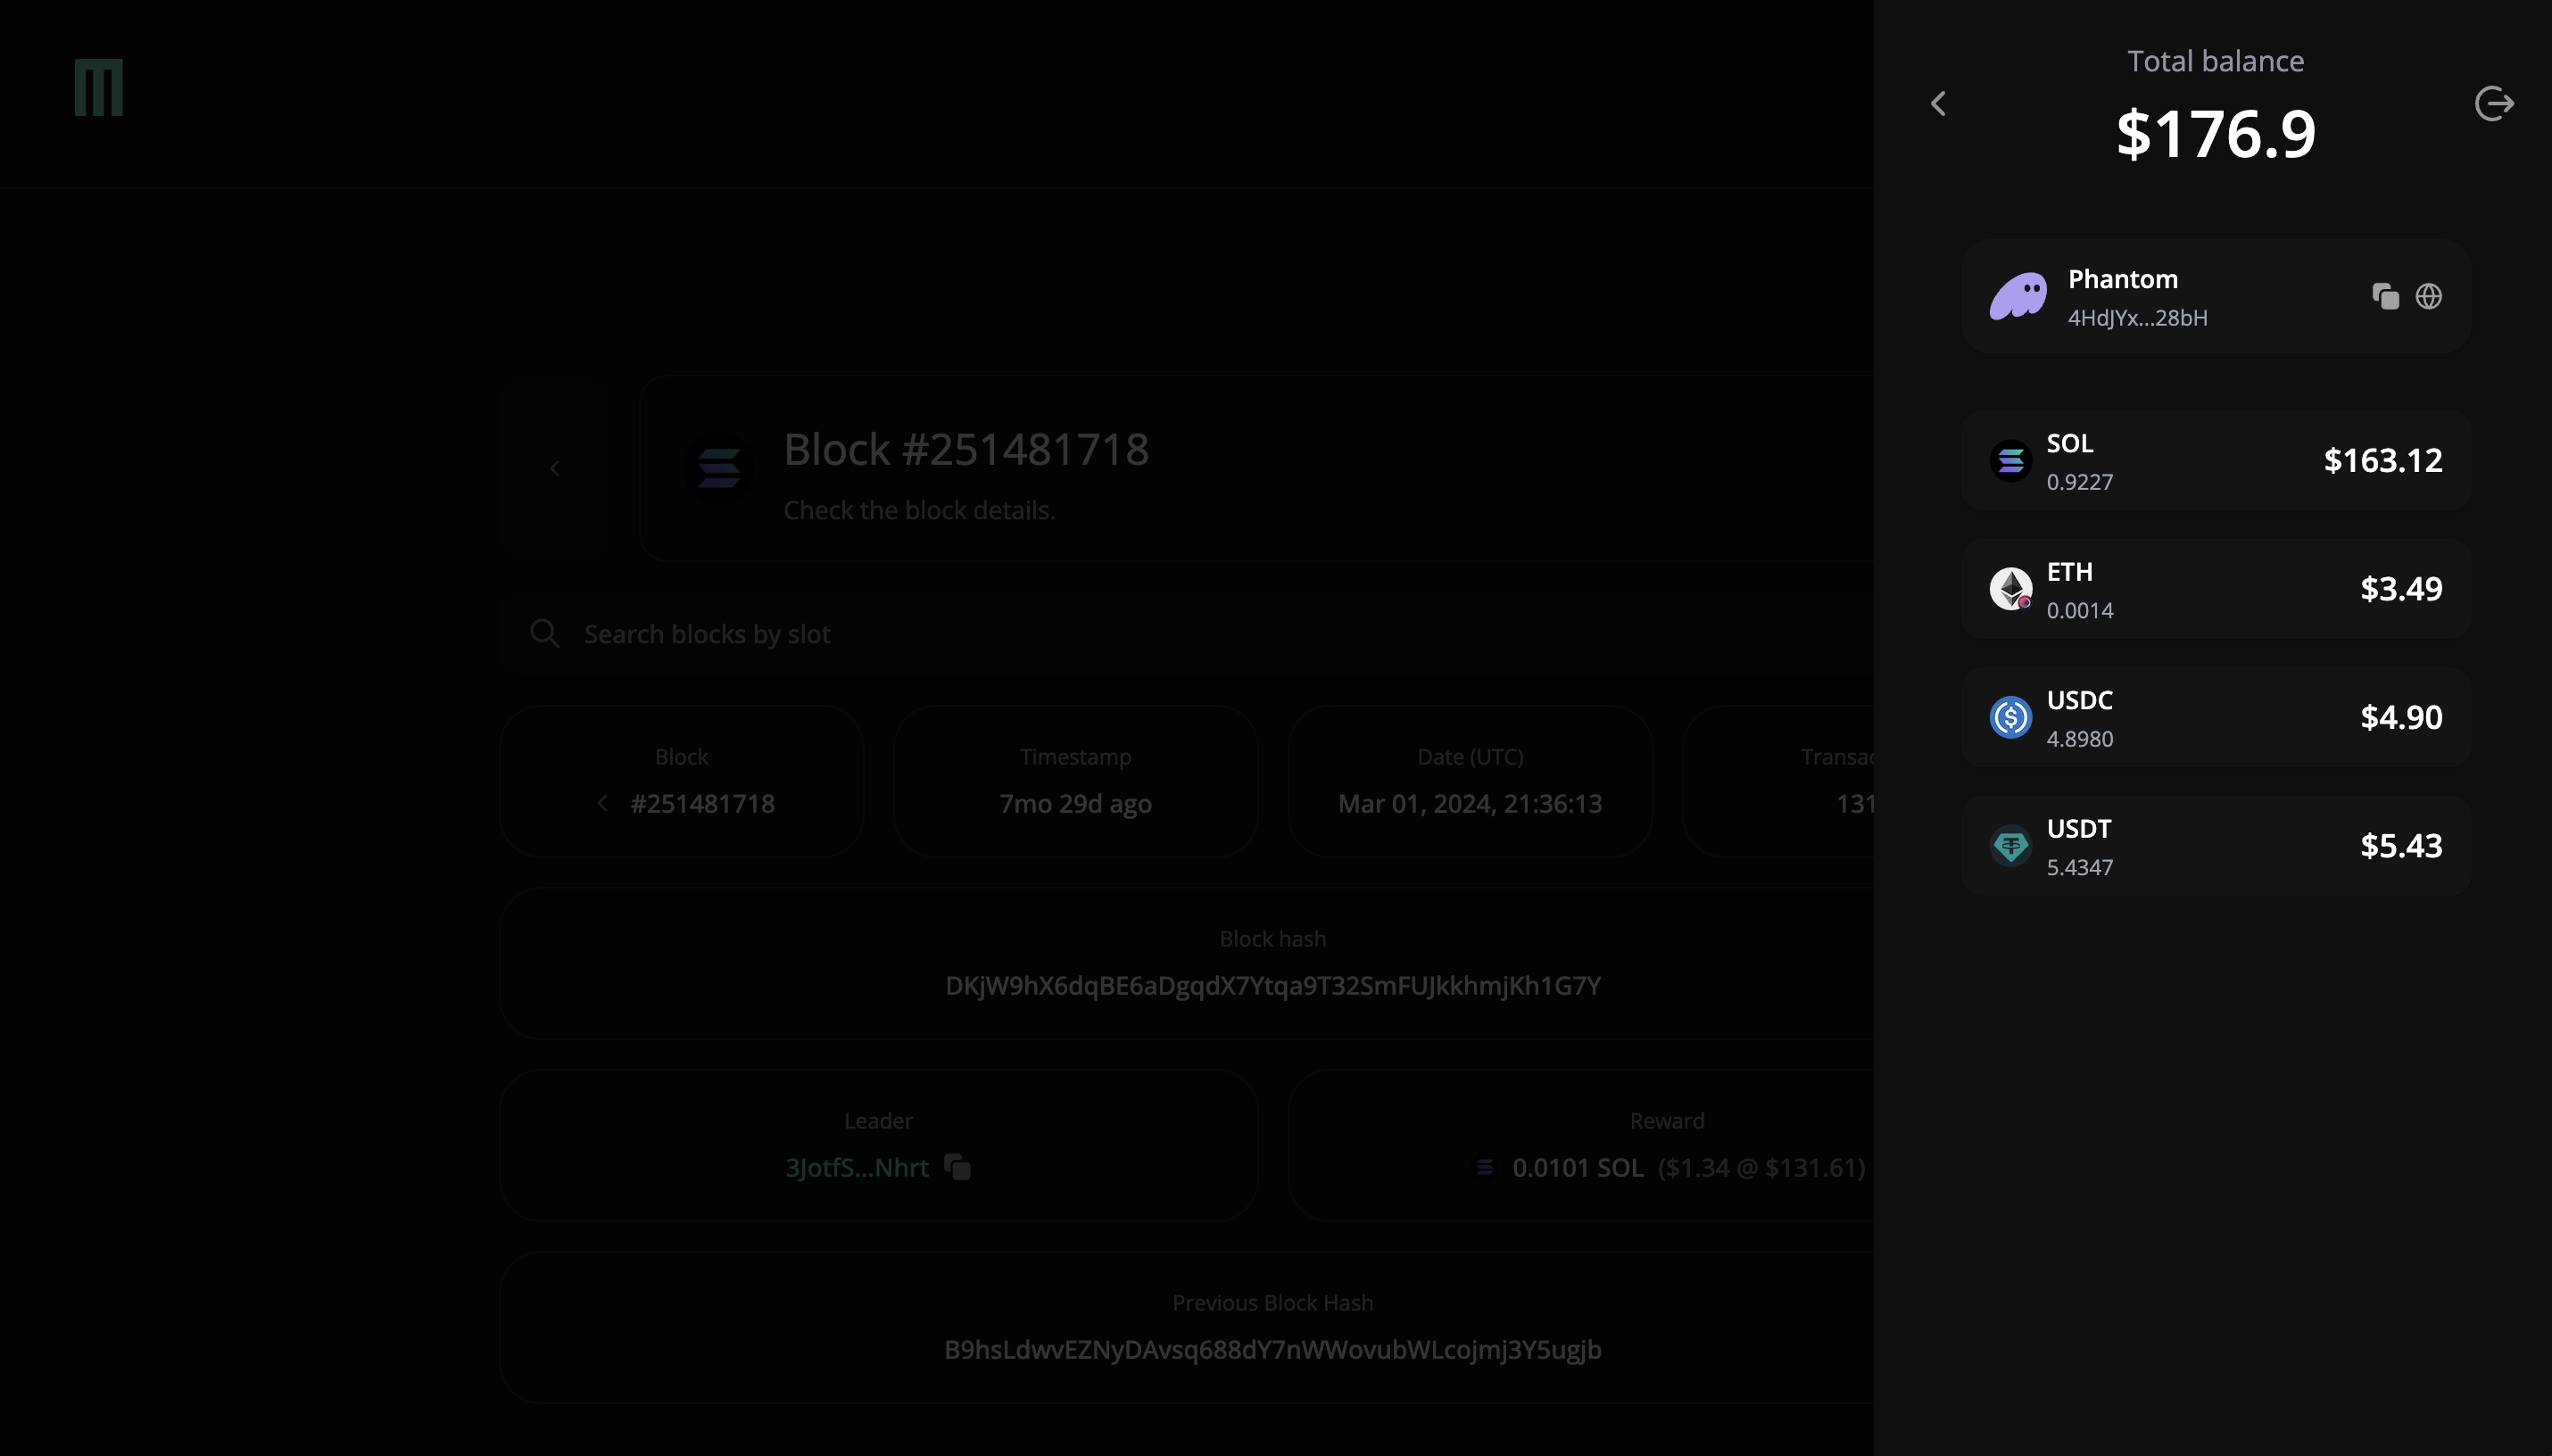 Block #251481718
Check the block details.
Search blocks by slot
Block
#251481718
Timestamp
7mo 29d ago
Date (UTC)
Mar 01, 2024, 21:36:13
Transac
131
Block hash
DKjW9hX6dqBE6aDgqdX7Ytqa9T32SmFUJkkhmjKh1G7Y
Leader
3JotfS...Nhrt
Reward
0.0101 SOL ($1.34 @ $131.61)
Previous Block Hash
B9hsLdwvEZNyDAvsq688dY7nWWovubWLcojmj3Y5ugjb
Total balance
$176.9
Phantom
4HdJYx...28bH
SOL
0.9227
$163.12
ETH
0.0014
$3.49
USDC
4.8980
$4.90
USDT
5.4347
$5.43